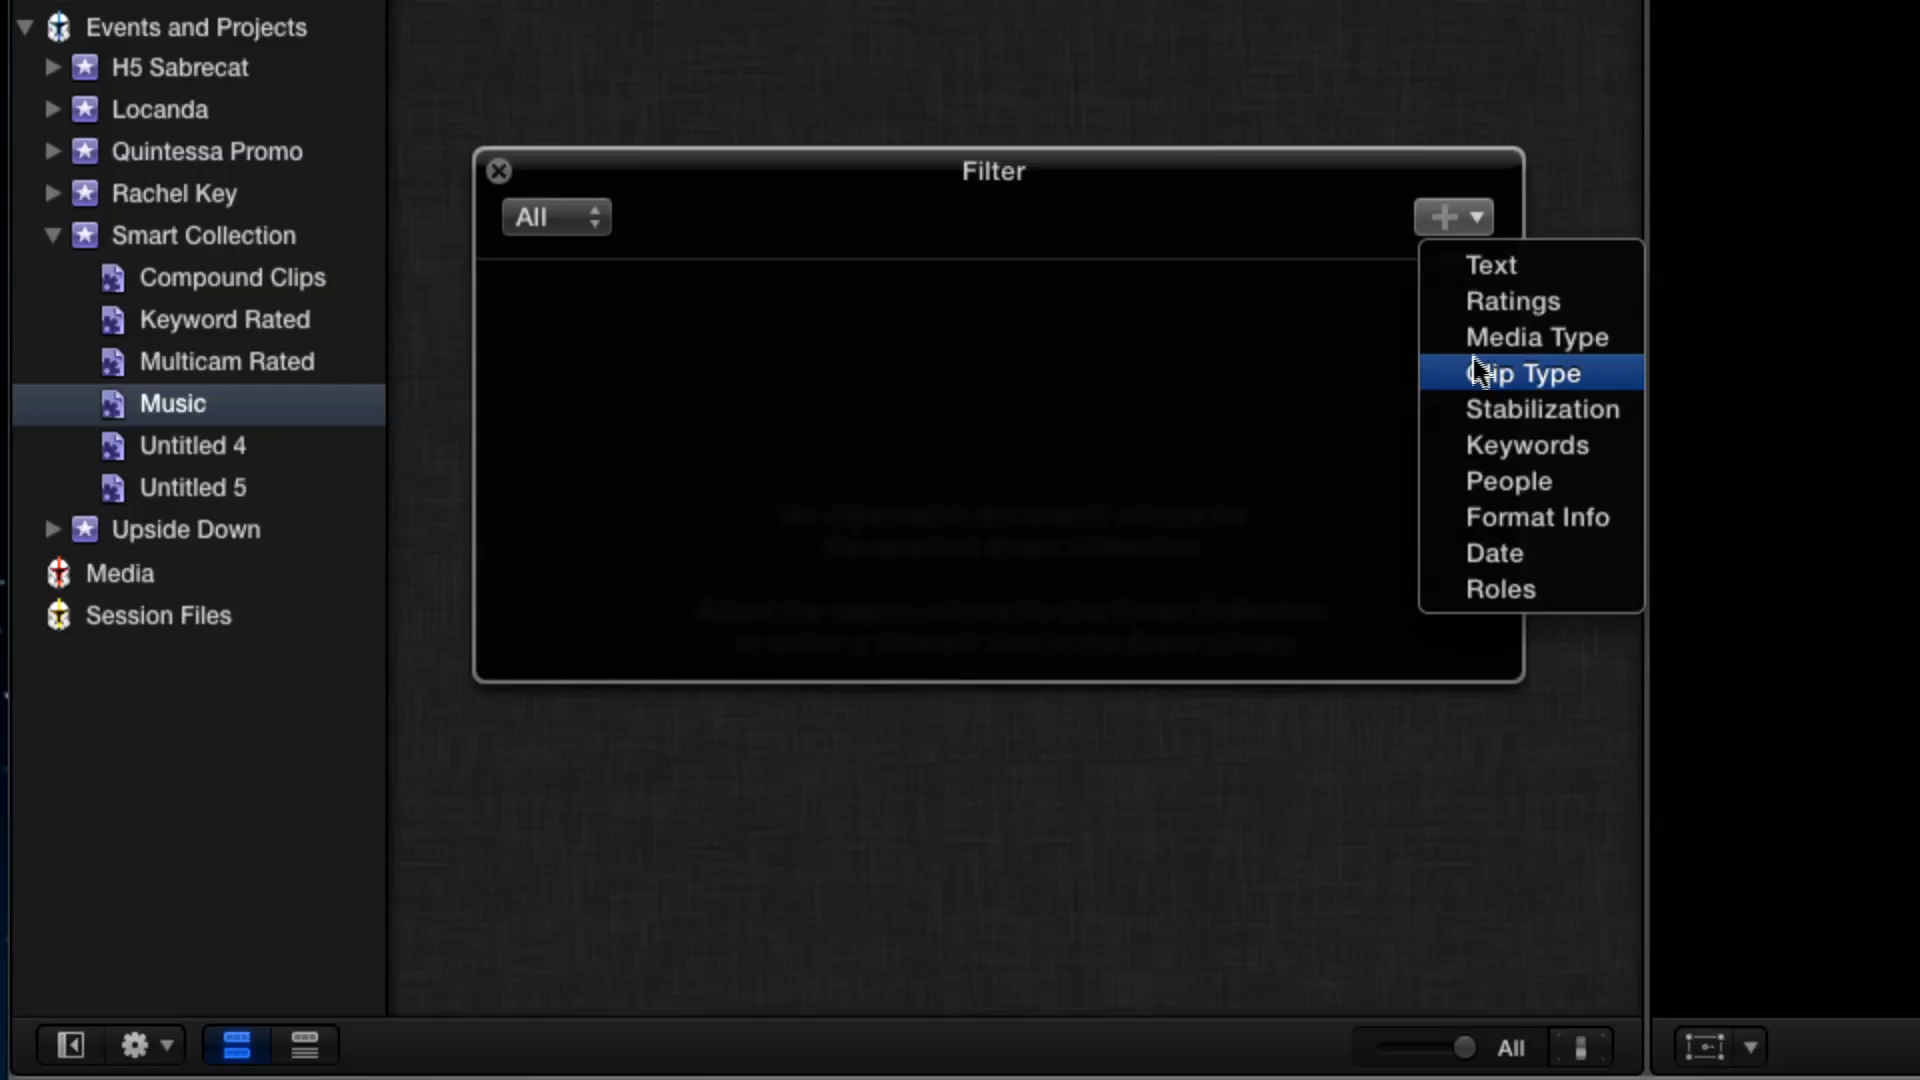 Events and Projects
H5 Sabrecat
Locanda
Quintessa Promo
Rachel Key
Smart Collection
Compound Clips
Keyword Rated
Multicam Rated
Music
Untitled 4
Untitled 5
Upside Down
Media
Session Files
Filter
All
Text
Ratings
Media Type
Clip Type
Stabilization
Keywords
People
Format Info
Date
Roles
All